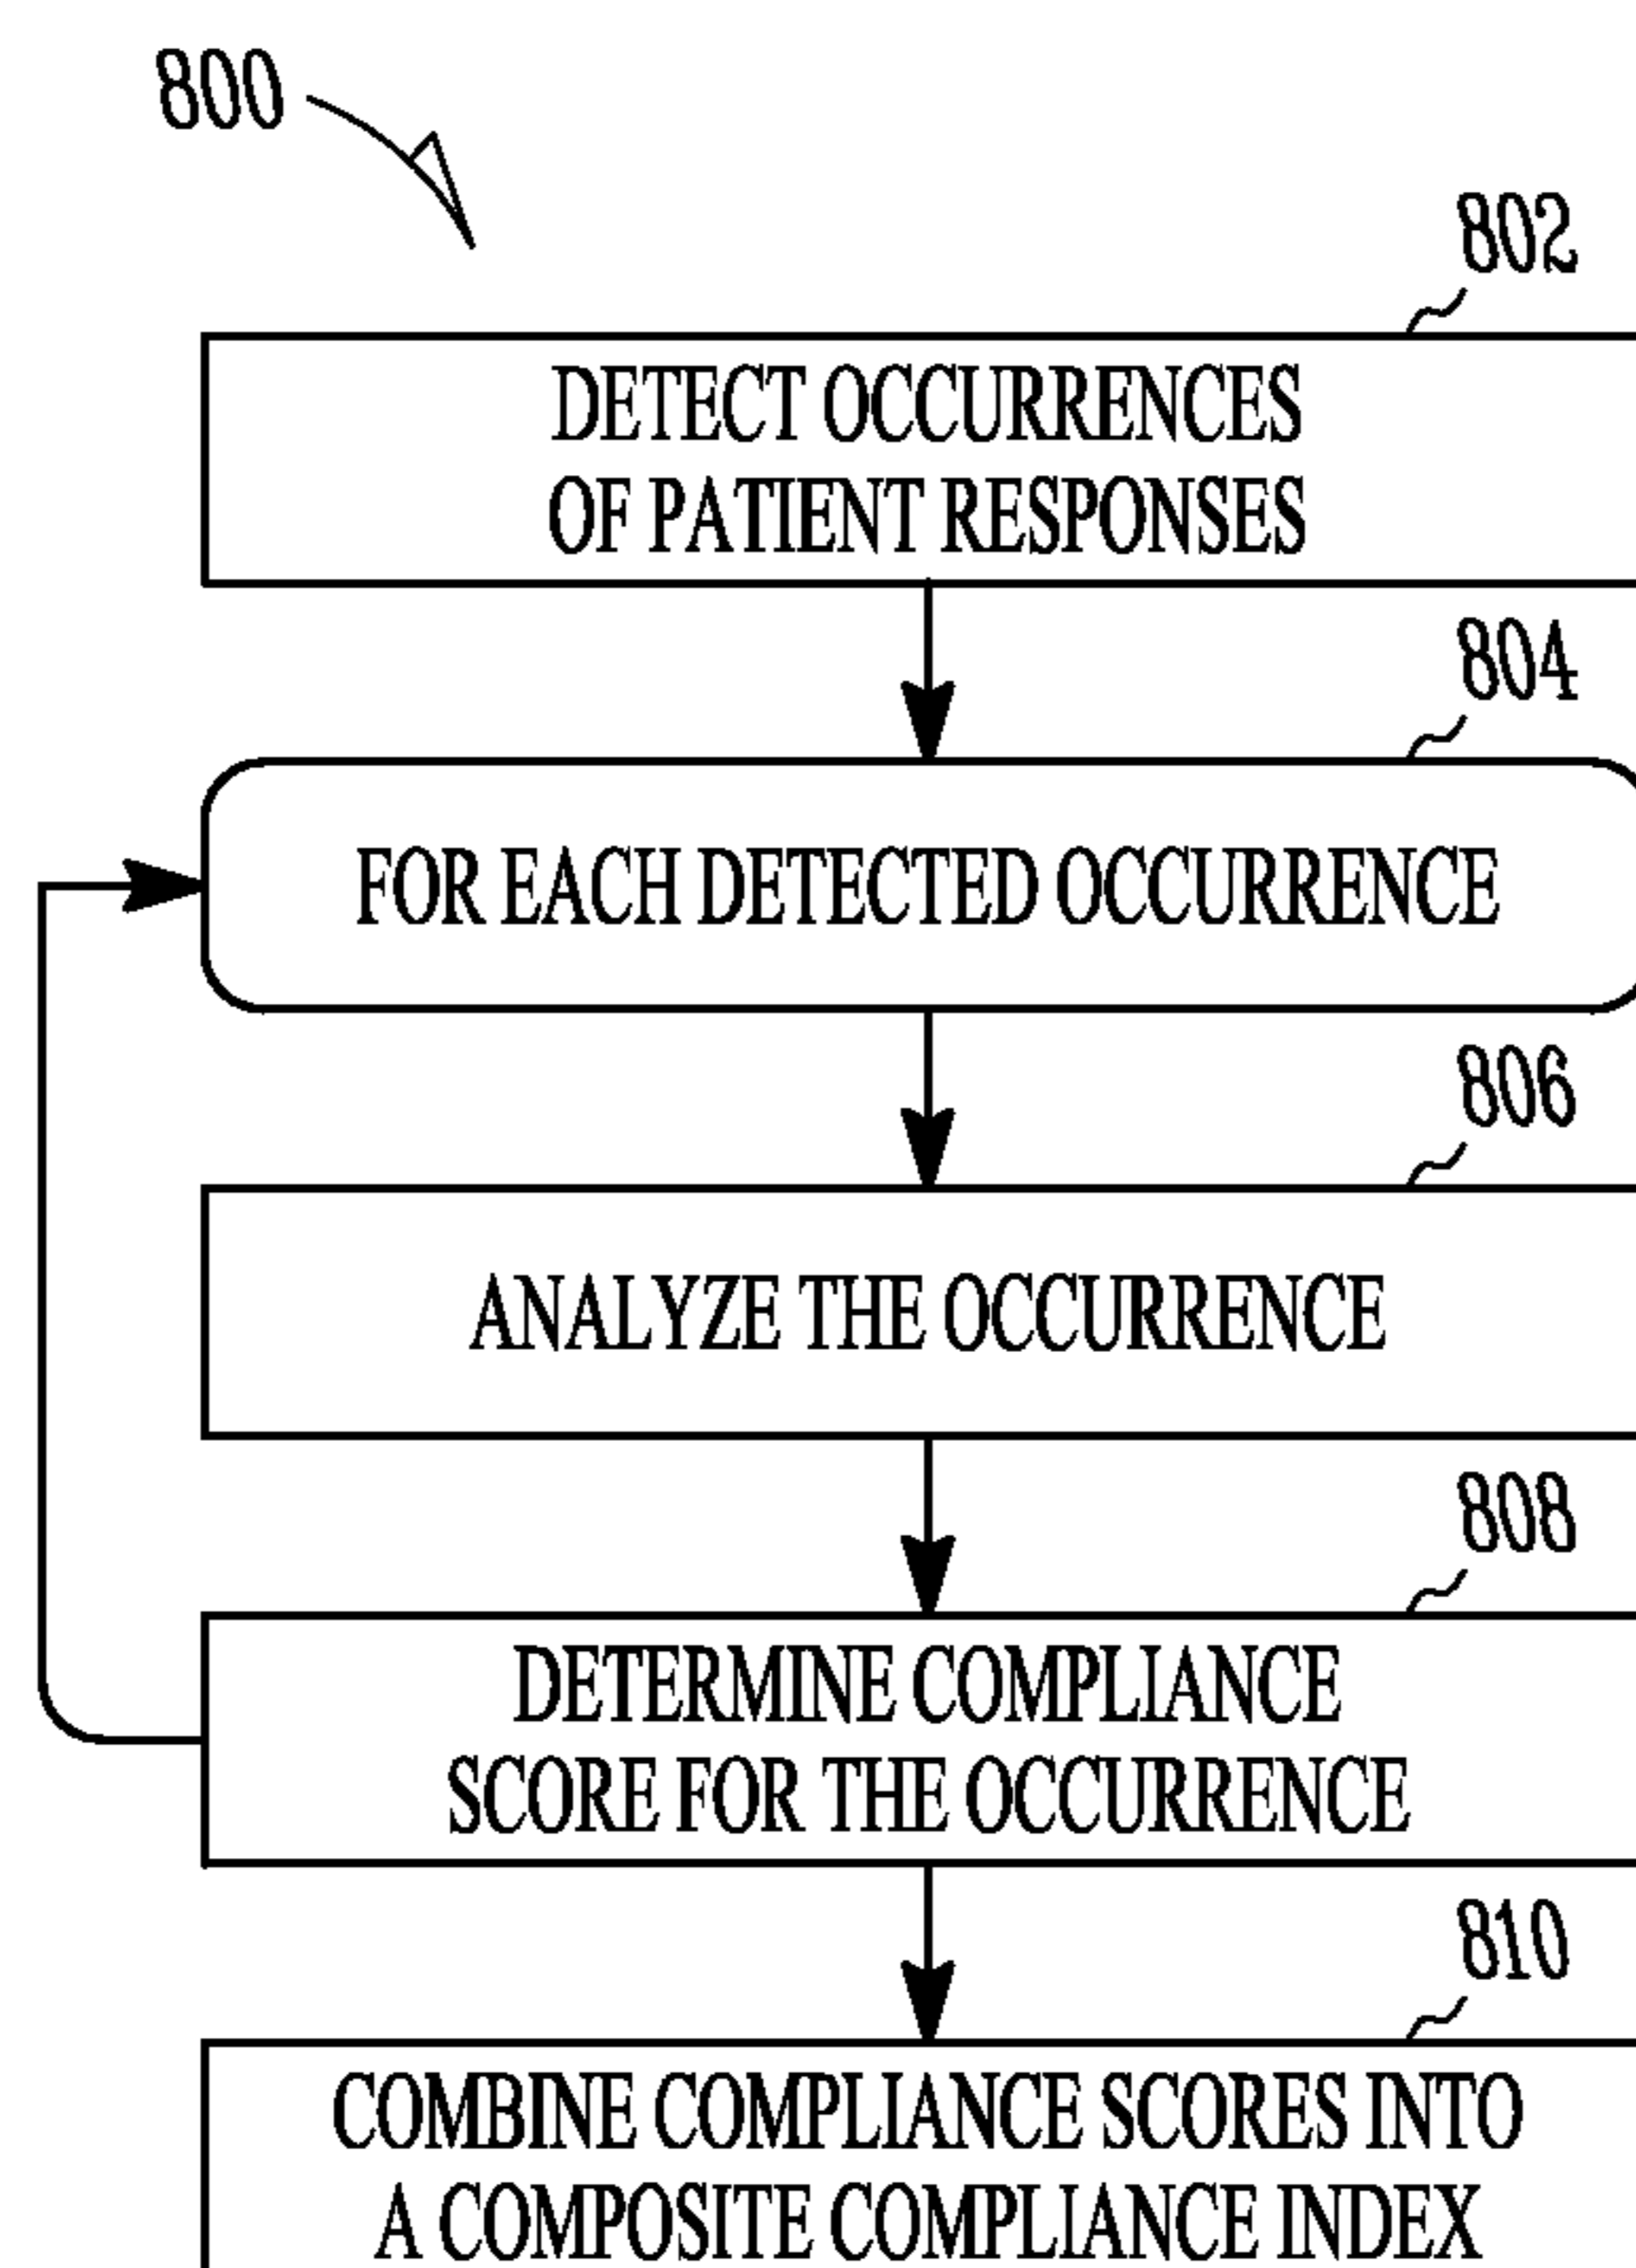 800
802
DETECT OCCURRENCES
OF PATIENT RESPONSES
804
FOR EACH DETECTED OCCURRENCE
806
ANALYZE THE OCCURRENCE
808
DETERMINE COMPLIANCE
SCORE FOR THE OCCURRENCE
810
COMBINE COMPLIANCE SCORES INTO
A COMPOSITE COMPLIANCE INDEX